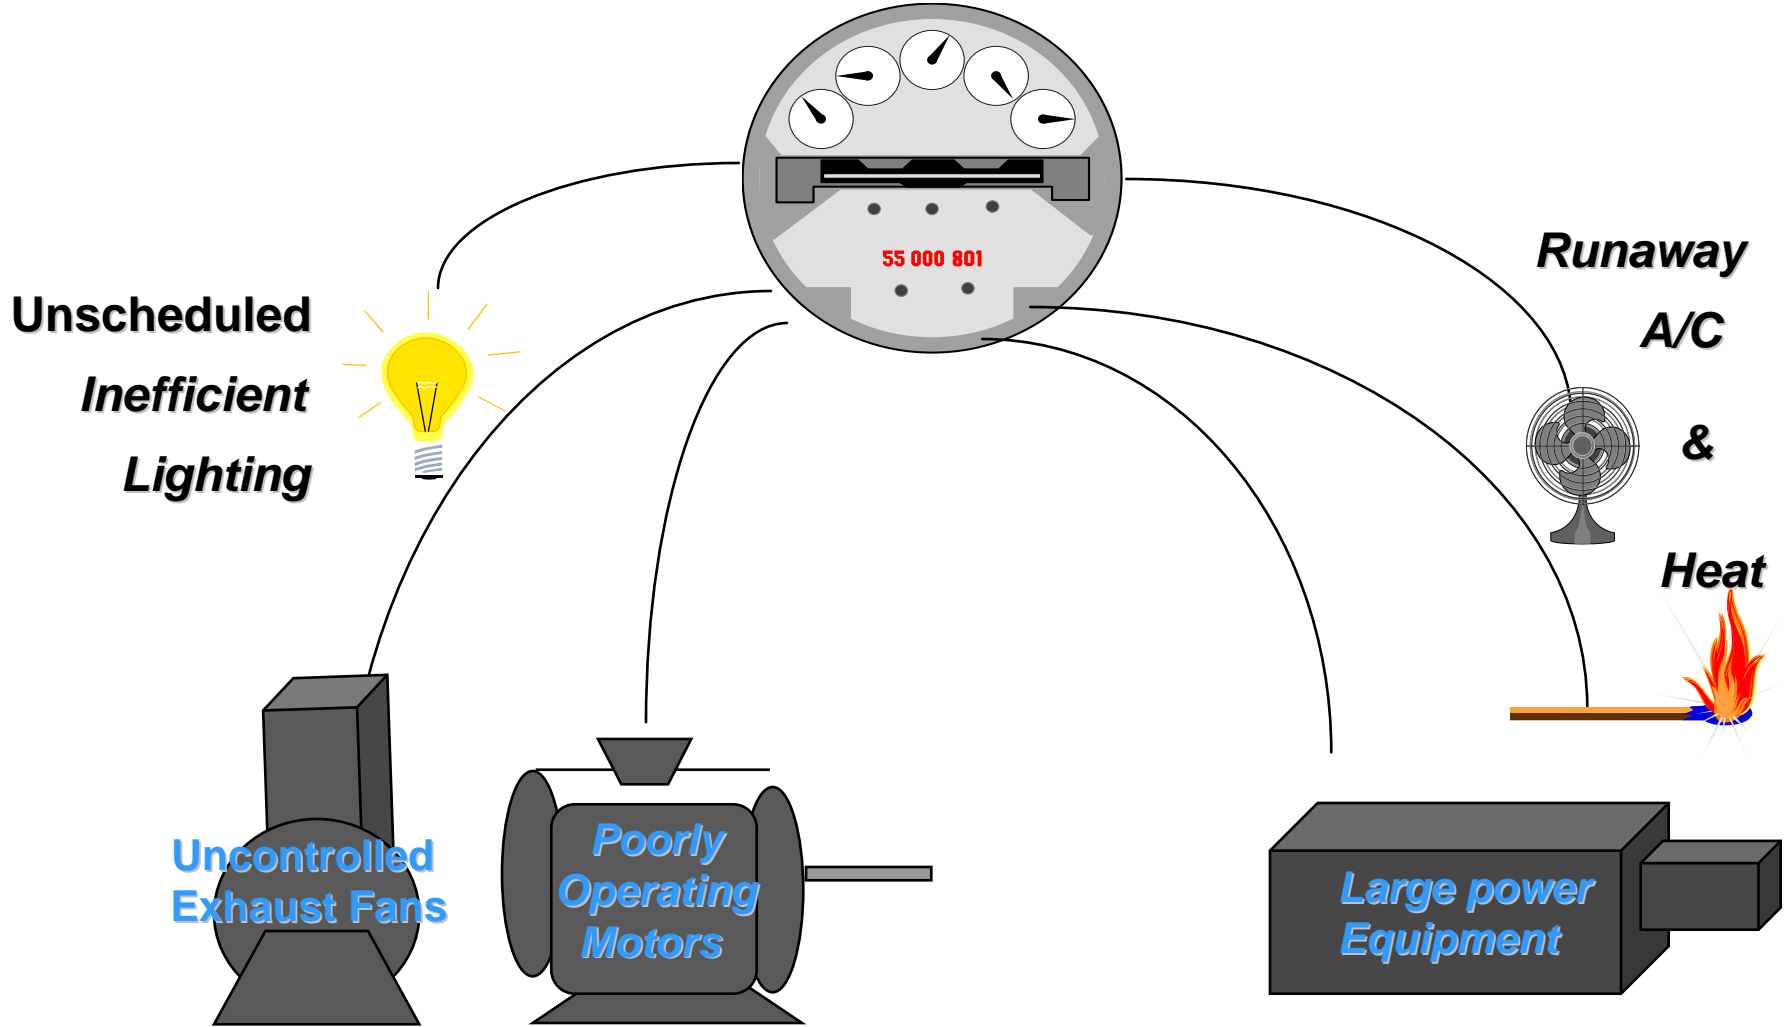 55 000 801
Unscheduled
Inefficient
Lighting
Runaway
A/C
&
Heat
Uncontrolled
Exhaust Fans
Poorly
Operating
Motors
Large power
Equipment